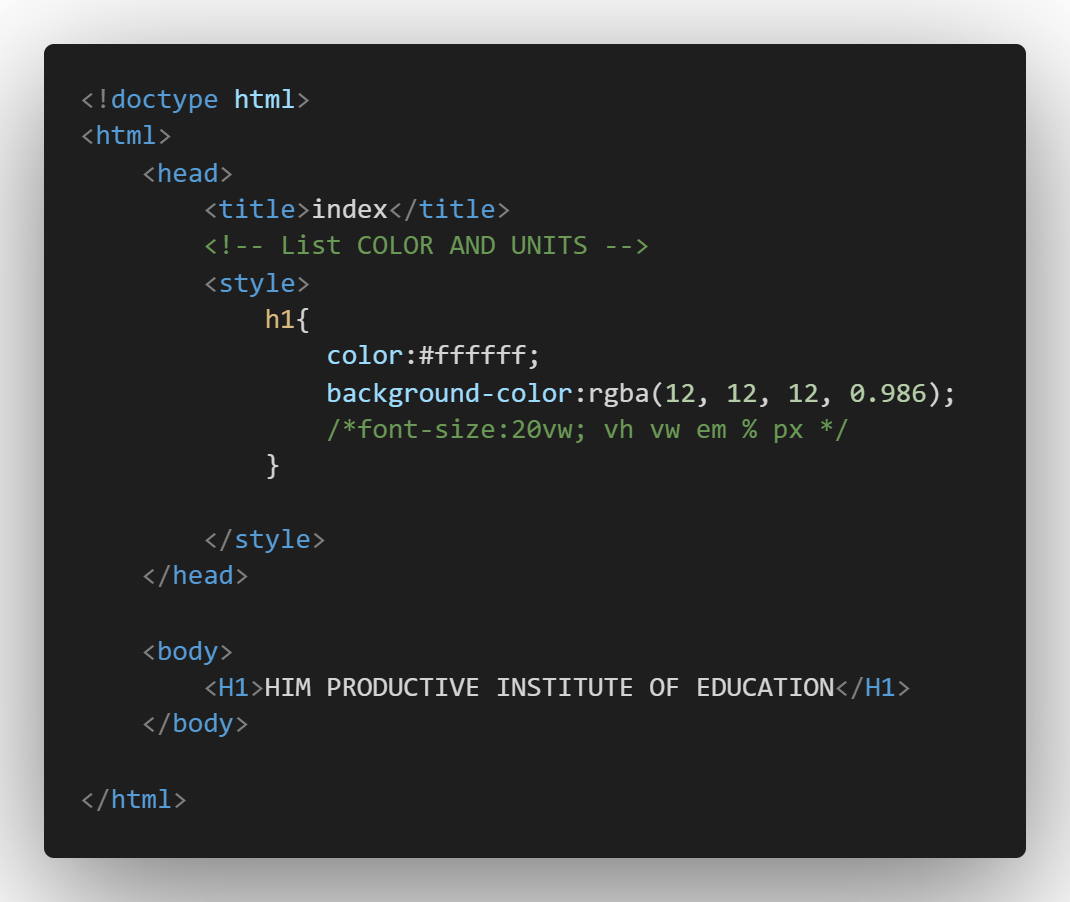 <!doctype html>
<html>
    <head>
        <title>index</title>
        <!-- List COLOR AND UNITS -->
        <style>
            h1{
                color:#ffffff;
                background-color:rgba(12, 12, 12, 0.986);
                /*font-size:20vw; vh vw em % px */
            }

        </style>
    </head>

    <body>
        <H1>HIM PRODUCTIVE INSTITUTE OF EDUCATION</H1>
    </body>

</html>